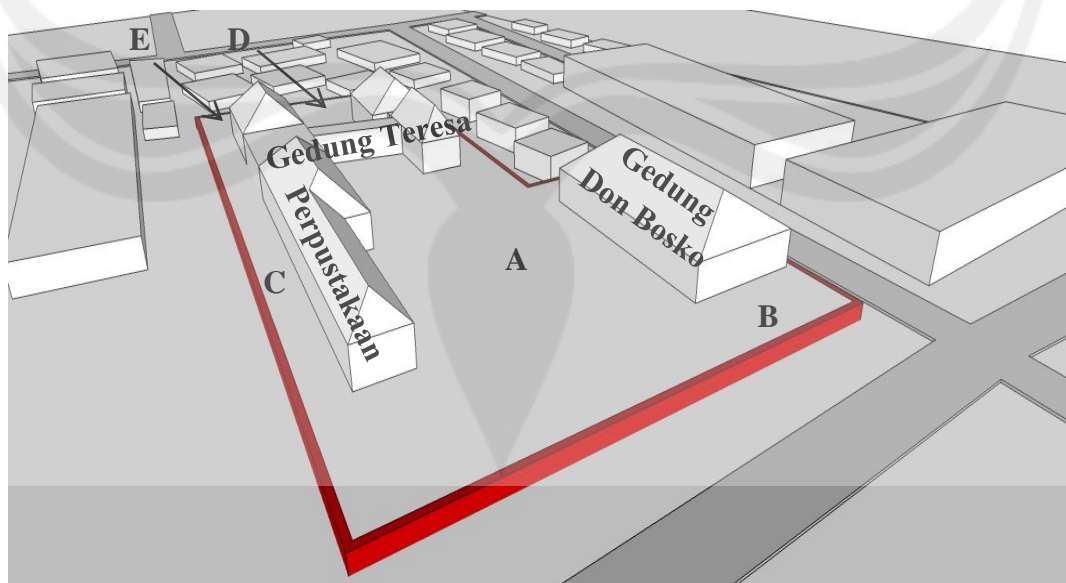 E
D
Gedung Teresa
Gedung
Don Bosko
Perpustakaan
A
C
B